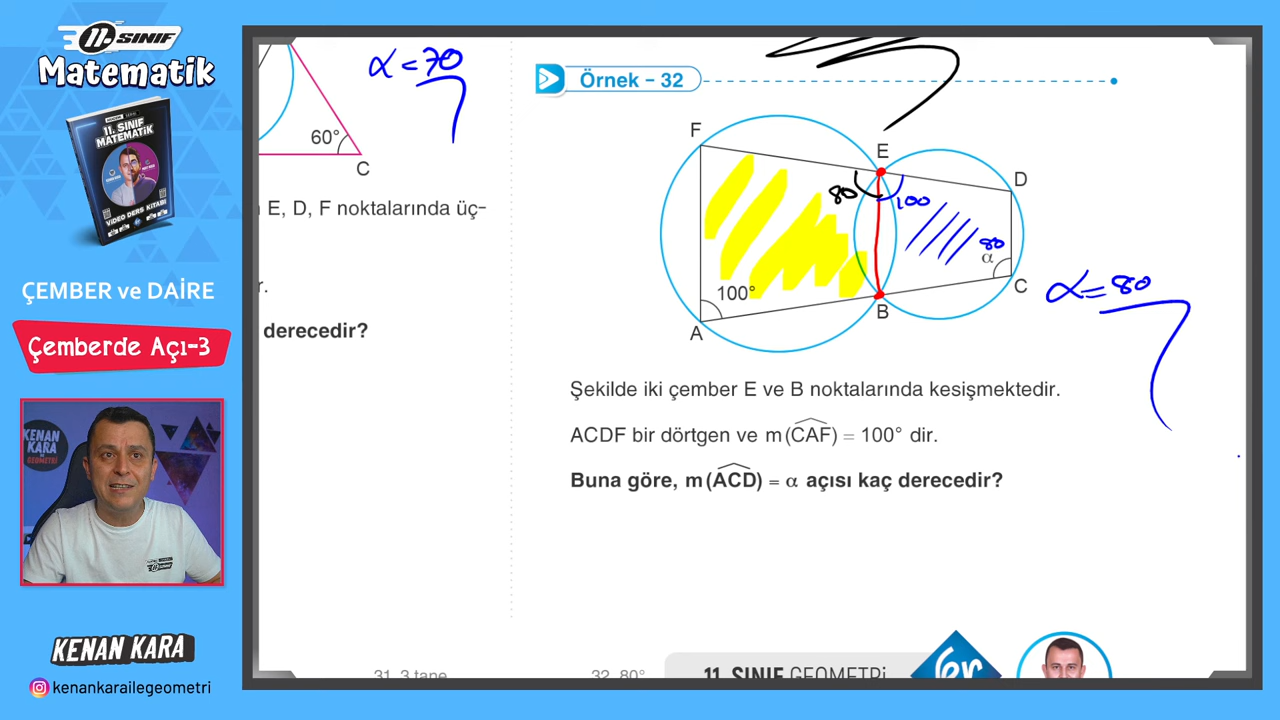 11. SINIF
Matematik
11. SINIF
MATEMATİK
VİDEO DERS KİTABI
ÇEMBER ve DAİRE
Çemberde Açı-3
KENAN
KARA
GEOMETRİ
KENAN KARA
kenankarailegeometri
α = 70
60°
C
E, D, F noktalarında üç-
r.
derecedir?
Örnek - 32
F
E
D
80
100
80
α
100°
A
B
C
α = 80
Şekilde iki çember E ve B noktalarında kesişmektedir.
ACDF bir dörtgen ve m(CAF) = 100° dir.
Buna göre, m(ACD) = α açısı kaç derecedir?
31. 3 tane
32. 80°
11. SINIF GEOMETRİ